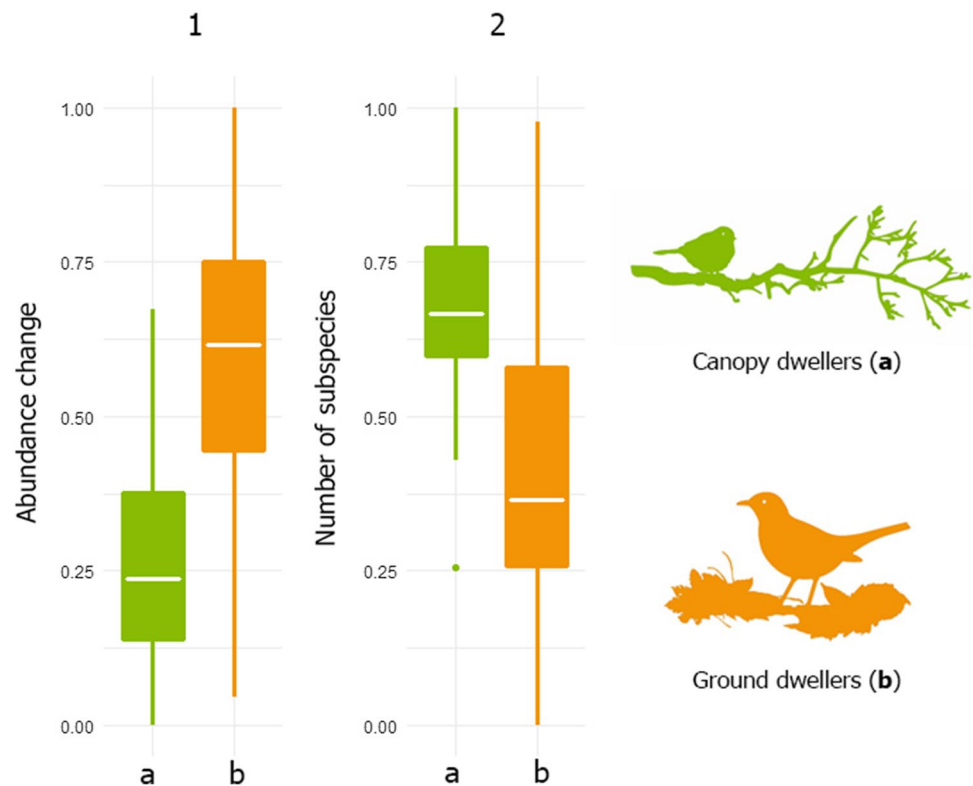 1
2
Abundance change
1.00
0.75
0.50
0.25
0.00
a
b
Number of subspecies
1.00
0.75
0.50
0.25
0.00
a
b
Canopy dwellers (a)
Ground dwellers (b)